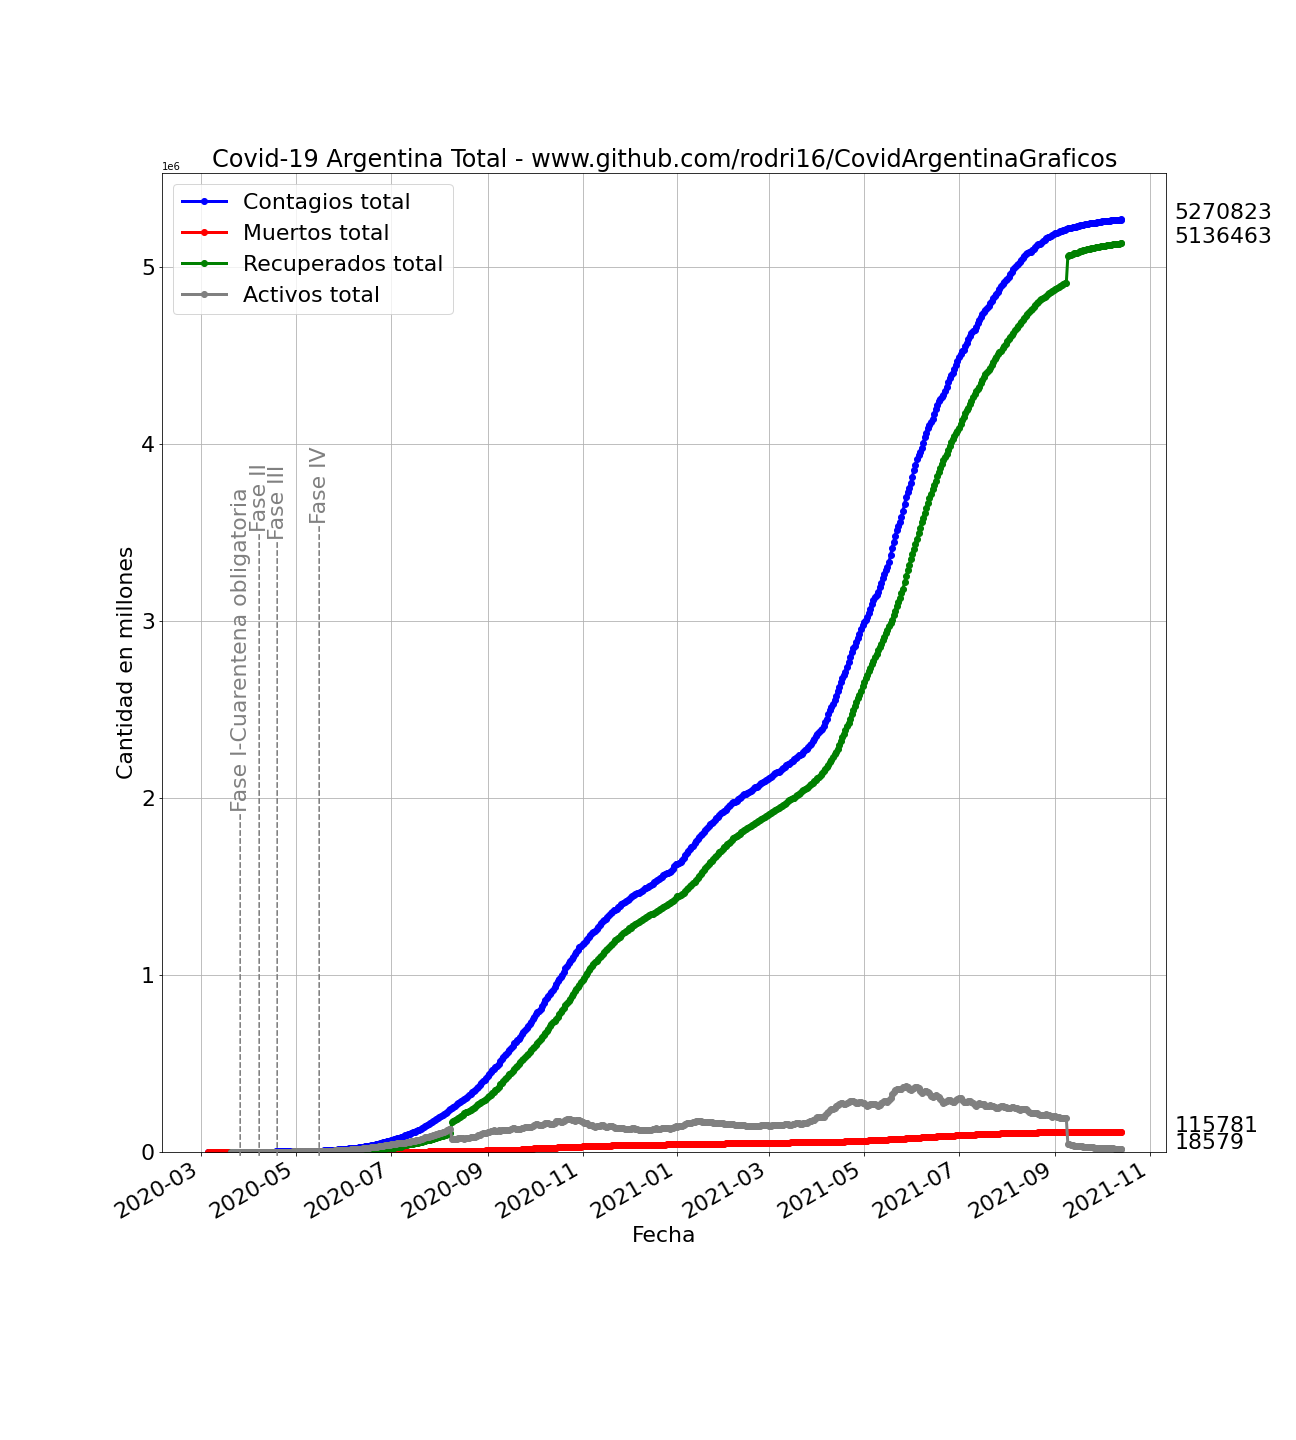 Covid-19 Argentina Total - www.github.com/rodri16/CovidArgentinaGraficos
1e6
Contagios total
Muertos total
Recuperados total
Activos total
5270823
5136463
115781
18579
5
4
3
2
1
0
Cantidad en millones
Fase I-Cuarentena obligatoria
Fase II
Fase III
Fase IV
2020-03
2020-05
2020-07
2020-09
2020-11
2021-01
2021-03
2021-05
2021-07
2021-09
2021-11
Fecha